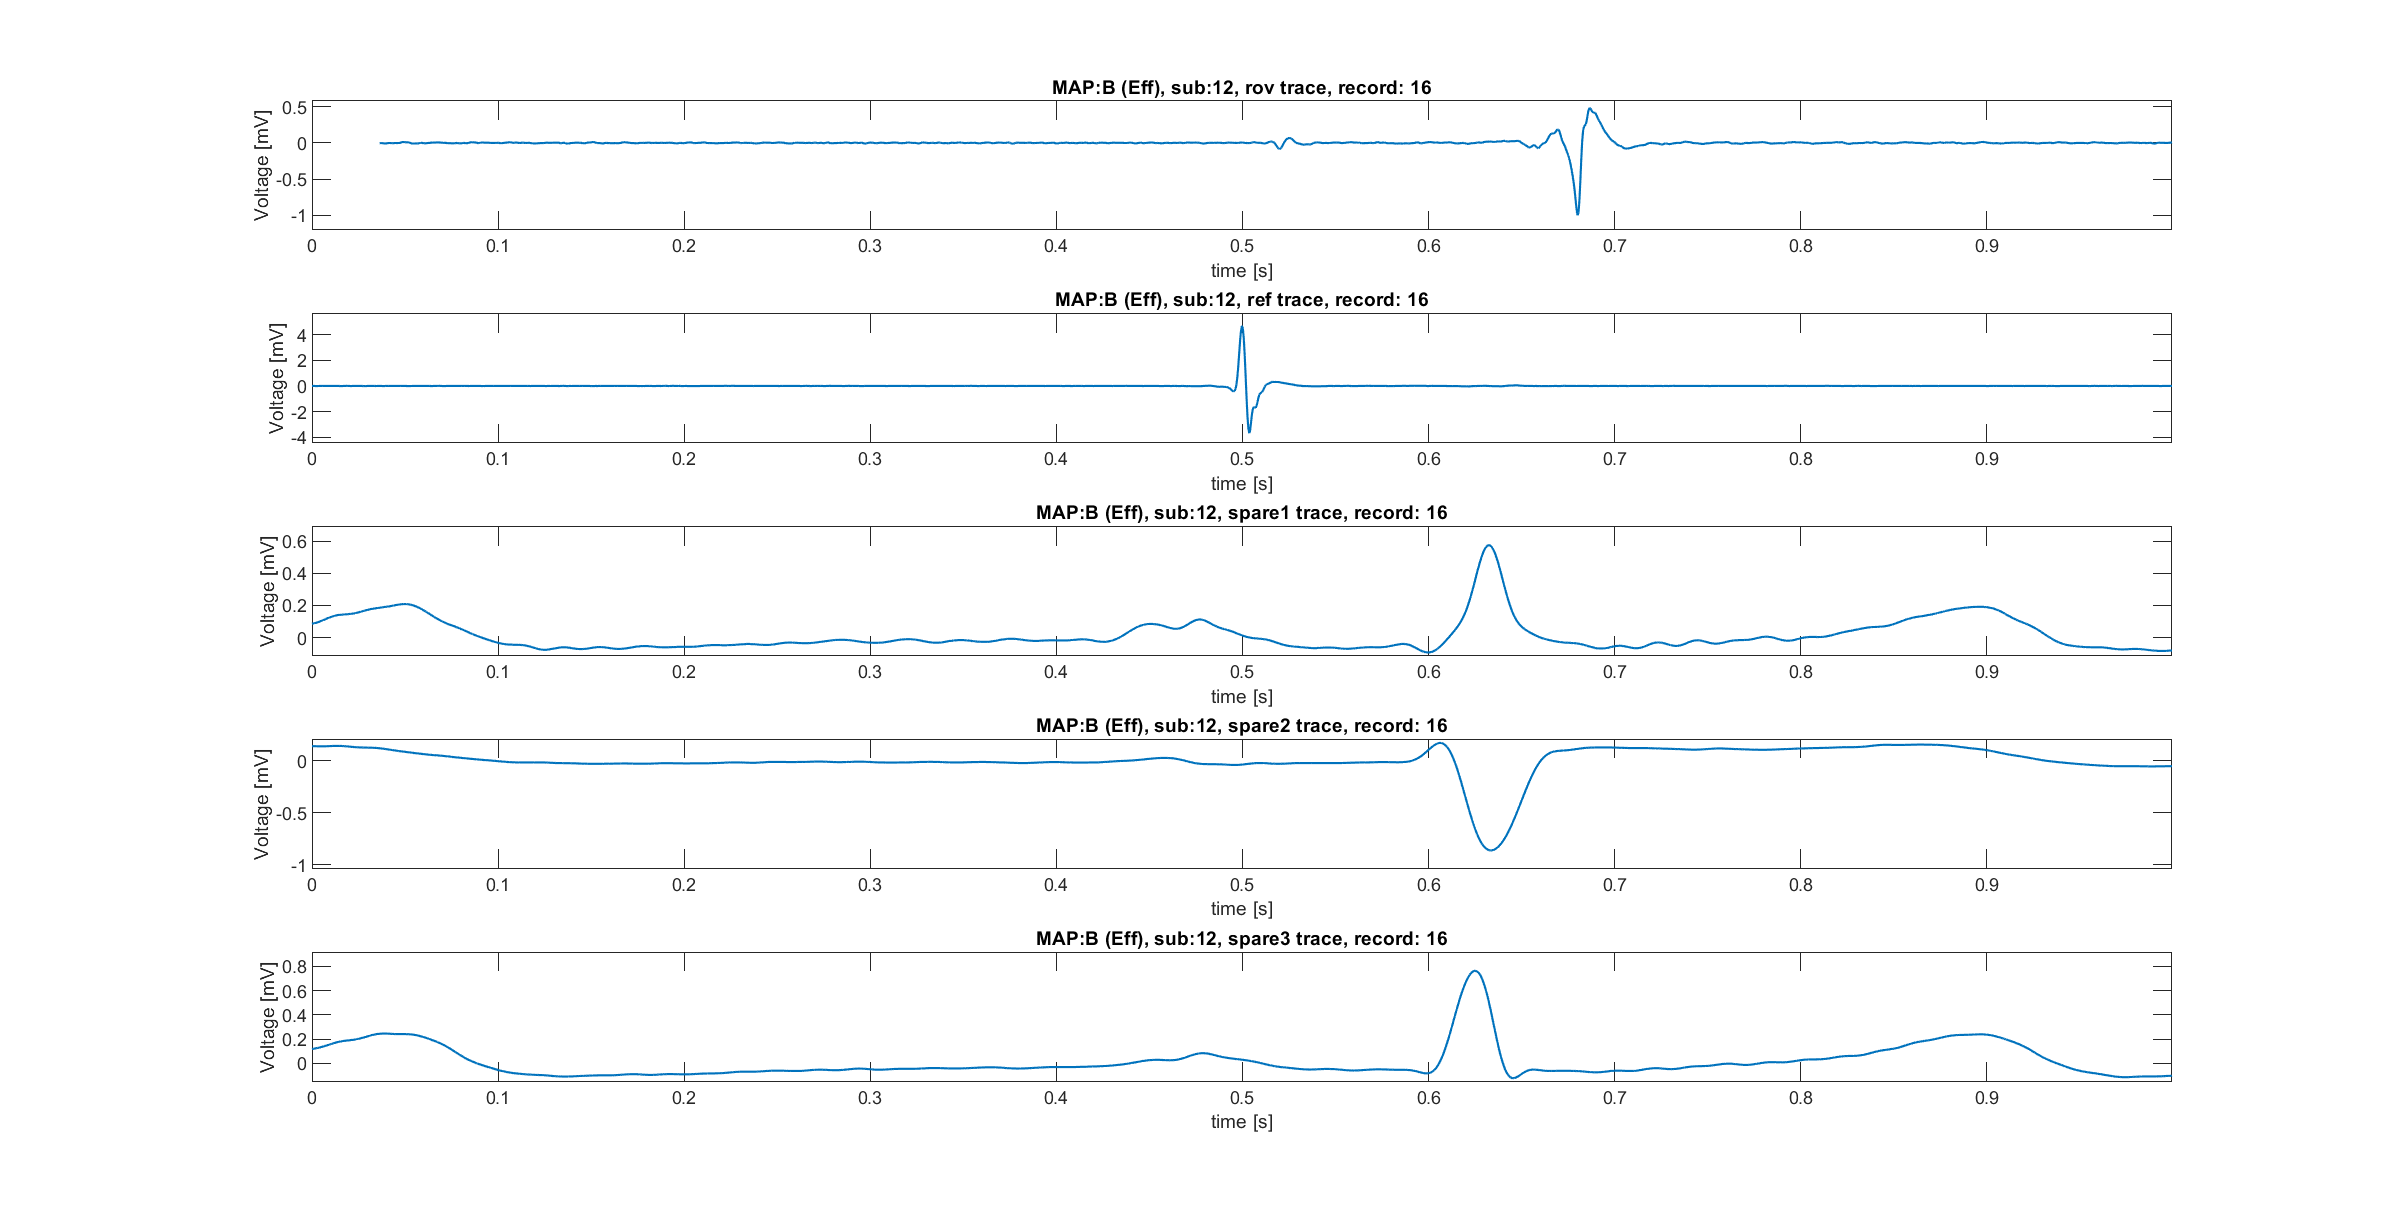 MAP:B (Eff), sub:12, rov trace, record: 16
Voltage [mV]
0.5
0
-0.5
-1
0 0.1 0.2 0.3 0.4 0.5 0.6 0.7 0.8 0.9
time [s]
MAP:B (Eff), sub:12, ref trace, record: 16
Voltage [mV]
4
2
0
-2
-4
0 0.1 0.2 0.3 0.4 0.5 0.6 0.7 0.8 0.9
time [s]
MAP:B (Eff), sub:12, spare1 trace, record: 16
Voltage [mV]
0.6
0.4
0.2
0
0 0.1 0.2 0.3 0.4 0.5 0.6 0.7 0.8 0.9
time [s]
MAP:B (Eff), sub:12, spare2 trace, record: 16
Voltage [mV]
0
-0.5
-1
0 0.1 0.2 0.3 0.4 0.5 0.6 0.7 0.8 0.9
time [s]
MAP:B (Eff), sub:12, spare3 trace, record: 16
Voltage [mV]
0.8
0.6
0.4
0.2
0
0 0.1 0.2 0.3 0.4 0.5 0.6 0.7 0.8 0.9
time [s]